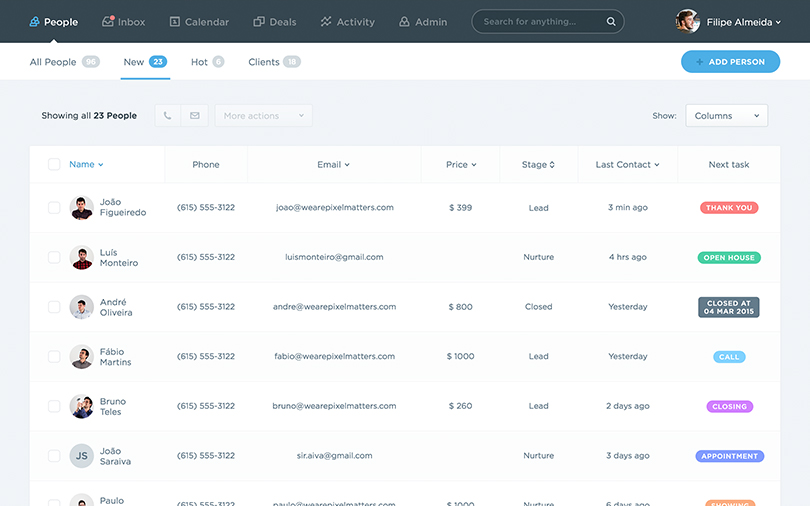 People Inbox Calendar Deals Activity Admin Search for anything... Filipe Almeida
All People 96 New 23 Hot 6 Clients 18 + ADD PERSON
Showing all 23 People More actions Show: Columns
Name Phone Email Price Stage Last Contact Next task
João
Figueiredo (615) 555-3122 joao@wearepixelmatters.com $ 399 Lead 3 min ago THANK YOU
Luís
Monteiro (615) 555-3122 luismonteiro@gmail.com Nurture 4 hrs ago OPEN HOUSE
André
Oliveira (615) 555-3122 andre@wearepixelmatters.com $ 800 Closed Yesterday CLOSED AT
04 MAR 2015
Fábio
Martins (615) 555-3122 fabio@wearepixelmatters.com $ 1000 Lead Yesterday CALL
Bruno
Teles (615) 555-3122 bruno@wearepixelmatters.com $ 260 Lead 2 days ago CLOSING
JS João
Saraiva (615) 555-3122 sir.aiva@gmail.com Nurture 3 days ago APPOINTMENT
Paulo
(615) 555-3122 paulo@wearepixelmatters.com $ 1000 Nurture 6 days ago SHOWING